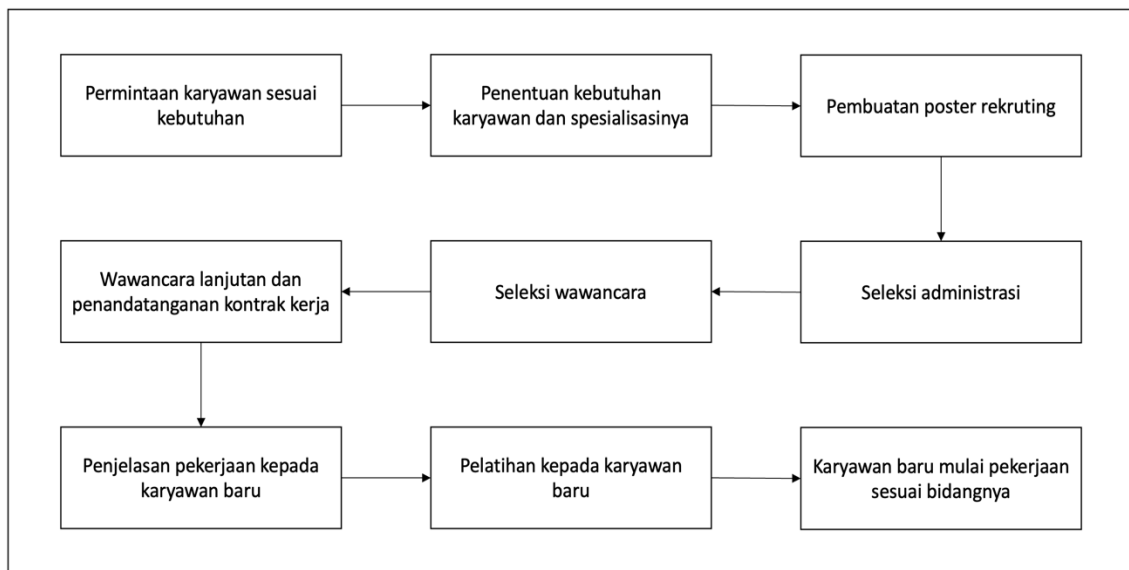 Permintaan karyawan sesuai
kebutuhan
Penentuan kebutuhan
karyawan dan spesialisasinya
Pembuatan poster rekruting
Seleksi administrasi
Seleksi wawancara
Wawancara lanjutan dan
penandatanganan kontrak kerja
Penjelasan pekerjaan kepada
karyawan baru
Pelatihan kepada karyawan
baru
Karyawan baru mulai pekerjaan
sesuai bidangnya